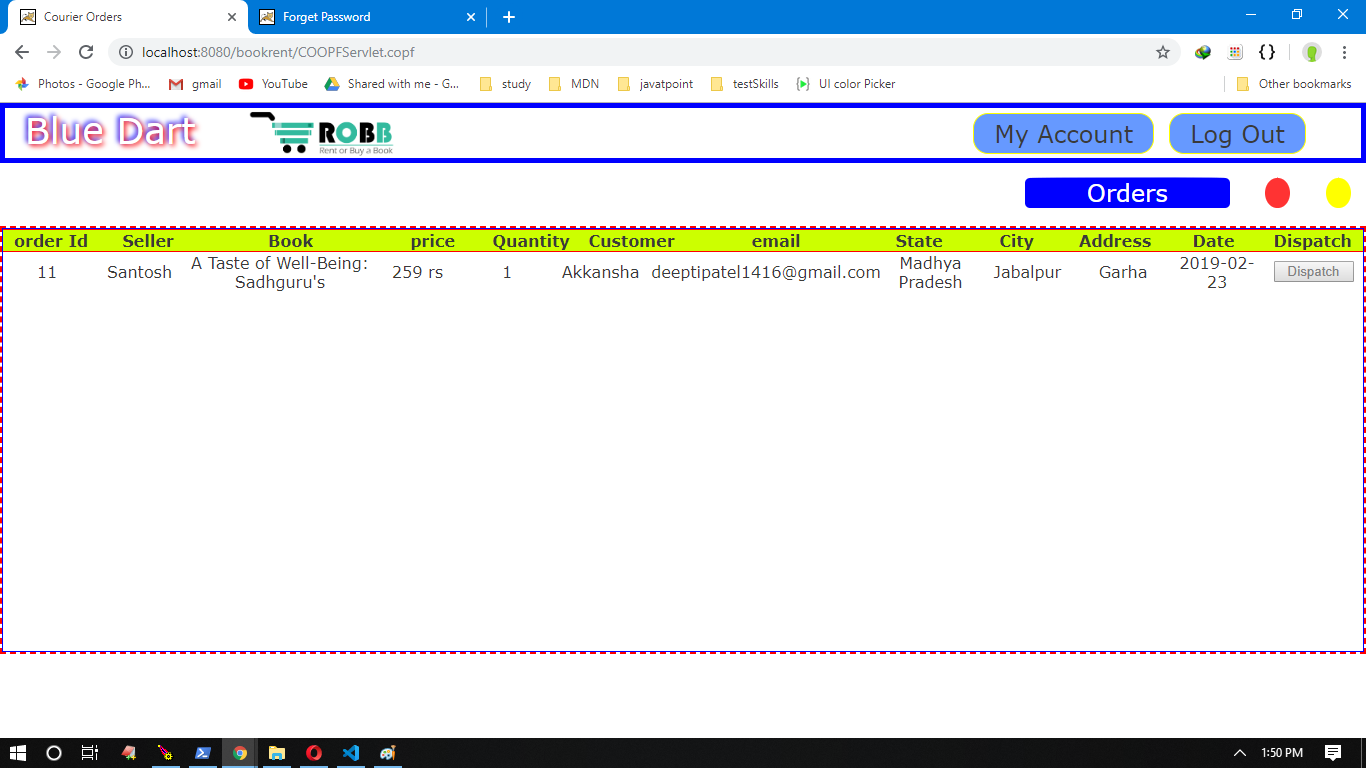 Courier Orders
Forget Password
localhost:8080/bookrent/COOPFServlet.copf
Photos - Google Ph...
gmail
YouTube
Shared with me - G...
study
MDN
javatpoint
testSkills
UI color Picker
Other bookmarks
Blue Dart
ROBB
Rent or Buy a Book
My Account
Log Out
Orders
order Id Seller Book price Quantity Customer email State City Address Date Dispatch
11 Santosh A Taste of Well-Being: Sadhguru's 259 rs 1 Akkansha deeptipatel1416@gmail.com Madhya Pradesh Jabalpur Garha 2019-02-23 Dispatch
1:50 PM